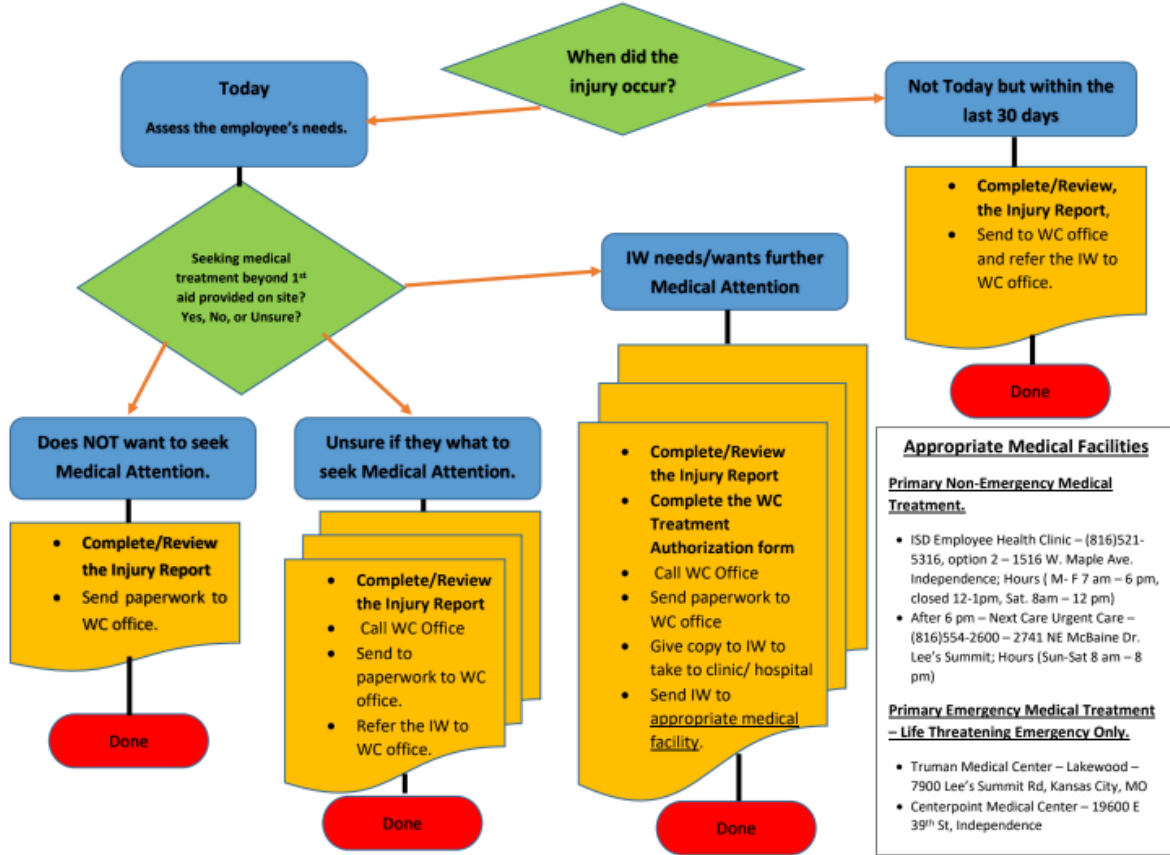 When did the
injury occur?
Today
Assess the employee's needs.
Not Today but within the
last 30 days
• Complete/Review,
the Injury Report,
• Send to WC office
and refer the IW to
WC office.
Done
Seeking medical
treatment beyond 1st
aid provided on site?
Yes, No, or Unsure?
IW needs/wants further
Medical Attention
Does NOT want to seek
Medical Attention.
• Complete/Review
the Injury Report
• Send paperwork to
WC office.
Done
Unsure if they what to
seek Medical Attention.
• Complete/Review
the Injury Report
• Call WC Office
• Send to
paperwork to WC
office.
• Refer the IW to
WC office.
Done
• Complete/Review
the Injury Report
• Complete the WC
Treatment
Authorization form
• Call WC Office
• Send paperwork to
WC office
• Give copy to IW to
take to clinic/ hospital
• Send IW to
appropriate medical
facility.
Done
Appropriate Medical Facilities
Primary Non-Emergency Medical
Treatment.
• ISD Employee Health Clinic – (816)521-
5316, option 2 – 1516 W. Maple Ave.
Independence; Hours ( M- F 7 am – 6 pm,
closed 12-1pm, Sat. 8am – 12 pm)
• After 6 pm – Next Care Urgent Care –
(816)554-2600 - 2741 NE McBaine Dr.
Lee's Summit; Hours (Sun-Sat 8 am – 8
pm)
Primary Emergency Medical Treatment
– Life Threatening Emergency Only.
• Truman Medical Center – Lakewood –
7900 Lee's Summit Rd, Kansas City, MO
• Centerpoint Medical Center – 19600 E
39th St, Independence